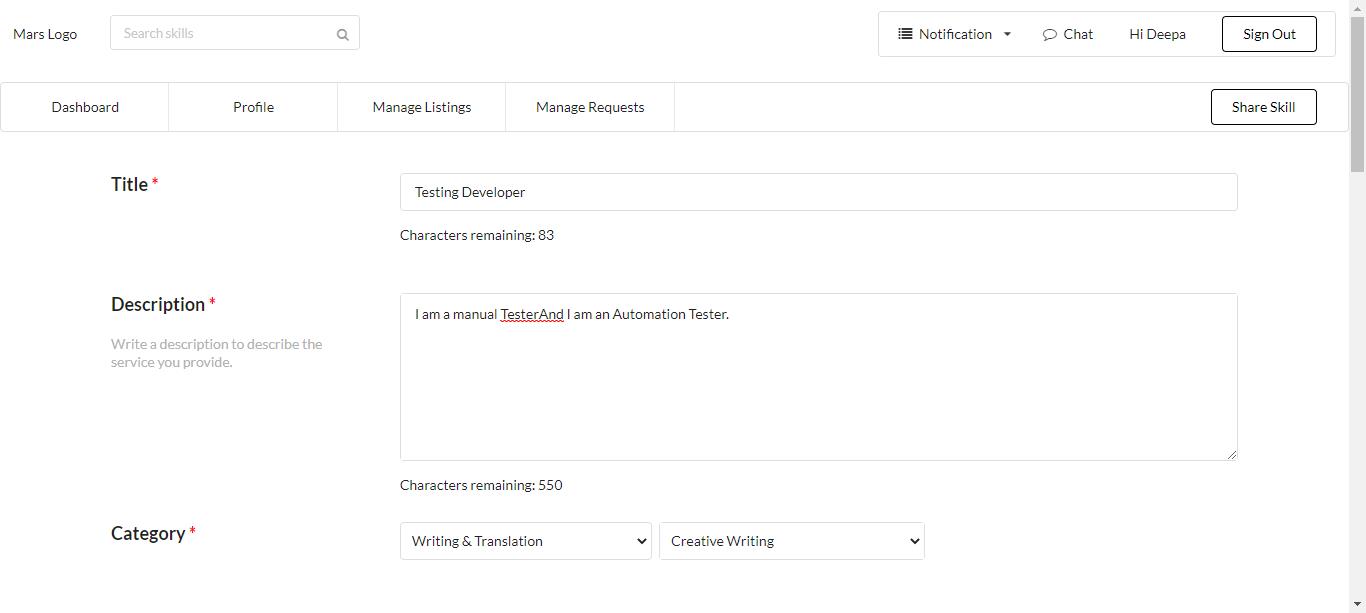 Mars Logo
Search skills
Notification
Chat
Hi Deepa
Sign Out
Dashboard
Profile
Manage Listings
Manage Requests
Share Skill
Title *
Testing Developer
Characters remaining: 83
Description *
Write a description to describe the
service you provide.
I am a manual TesterAnd I am an Automation Tester.
Characters remaining: 550
Category *
Writing & Translation
Creative Writing